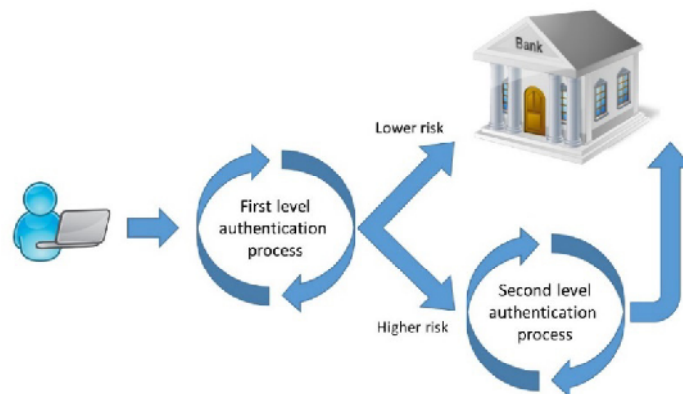 Bank
Lower risk
First level
authentication
process
Higher risk
Second level
authentication
process